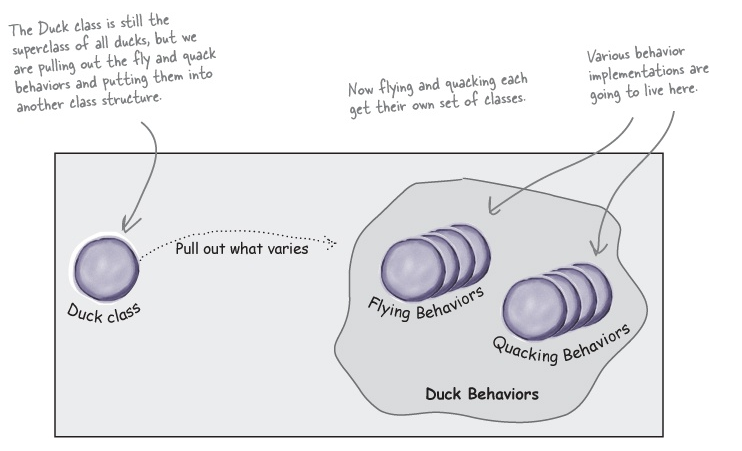 The Duck class is still the
superclass of all ducks, but we
are pulling out the fly and quack
behaviors and putting them into
another class structure.
Now flying and quacking each
get their own set of classes.
Various behavior
implementations are
going to live here.
Pull out what varies
Duck class
Flying Behaviors
Quacking Behaviors
Duck Behaviors